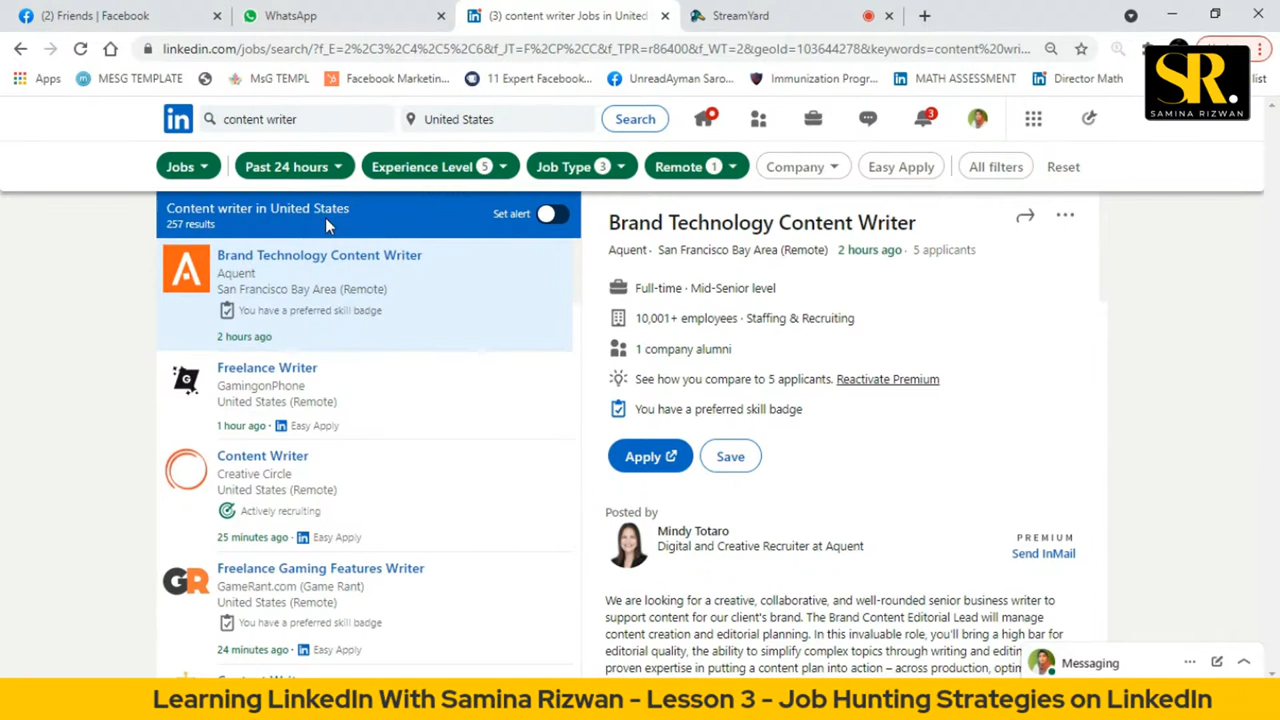 (2) Friends | Facebook
WhatsApp
(3) content writer Jobs in United
StreamYard
linkedin.com/jobs/search/?f_E=2%2C3%2C4%2C5%2C6&f_JT=F%2CP%2CC&f_TPR=r86400&f_WT=2&geoId=103644278&keywords=content%20wri...
Apps
MESG TEMPLATE
MsG TEMPL
Facebook Marketin...
11 Expert Facebook...
UnreadAyman Saro...
Immunization Progr...
MATH ASSESSMENT
Director Math
list
SR.
SAMINA RIZWAN
in
content writer
United States
Search
3
Jobs
Past 24 hours
Experience Level 5
Job Type 3
Remote 1
Company
Easy Apply
All filters
Reset
Content writer in United States
257 results
Set alert
Brand Technology Content Writer
Aquent
San Francisco Bay Area (Remote)
You have a preferred skill badge
2 hours ago
Freelance Writer
GamingonPhone
United States (Remote)
1 hour ago · in Easy Apply
Content Writer
Creative Circle
United States (Remote)
Actively recruiting
25 minutes ago · in Easy Apply
GR
Freelance Gaming Features Writer
GameRant.com (Game Rant)
United States (Remote)
You have a preferred skill badge
24 minutes ago · in Easy Apply
Brand Technology Content Writer
Aquent · San Francisco Bay Area (Remote) 2 hours ago · 5 applicants
Full-time · Mid-Senior level
10,001+ employees · Staffing & Recruiting
1 company alumni
See how you compare to 5 applicants. Reactivate Premium
You have a preferred skill badge
Apply
Save
Posted by
Mindy Totaro
Digital and Creative Recruiter at Aquent
PREMIUM
Send InMail
We are looking for a creative, collaborative, and well-rounded senior business writer to
support content for our client's brand. The Brand Content Editorial Lead will manage
content creation and editorial planning. In this invaluable role, you'll bring a high bar for
editorial quality, the ability to simplify complex topics through writing and
proven expertise in putting a content plan into action – across production,
Messaging
Learning LinkedIn With Samina Rizwan - Lesson 3 - Job Hunting Strategies on LinkedIn